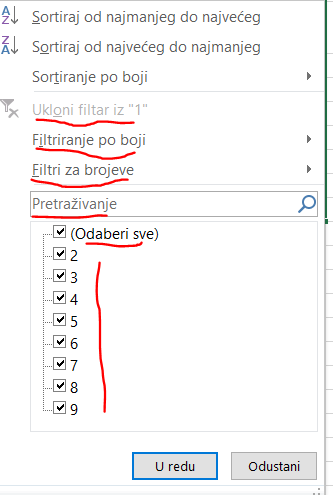 Sortiraj od najmanjeg do najvećeg
Sortiraj od najvećeg do najmanjeg
Sortiranje po boji
Ukloni filtar iz "1"
Filtriranje po boji
Filtri za brojeve
Pretraživanje
(Odaberi sve)
2
3
4
5
6
7
8
9
U redu
Odustani